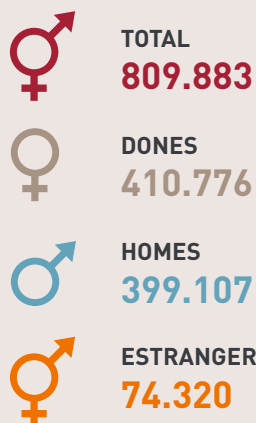 TOTAL
809.883
DONES
410.776
HOMES
399.107
ESTRANGER
74.320